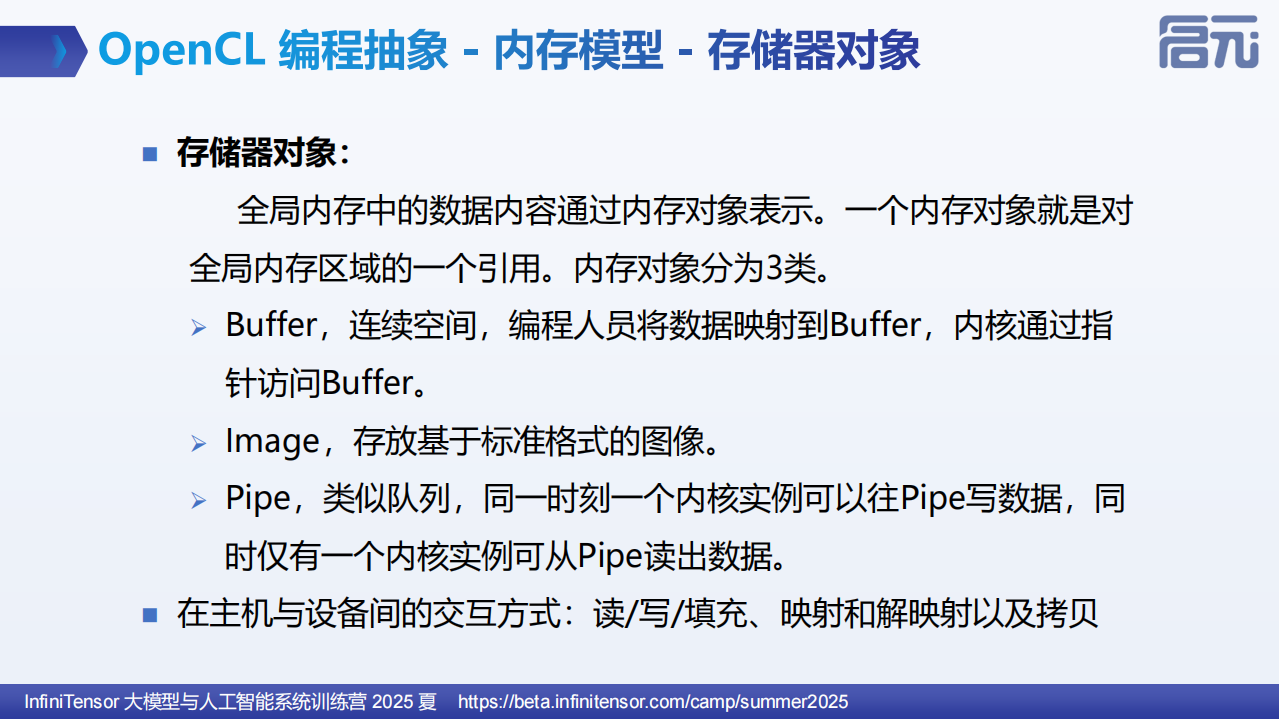 OpenCL 编程抽象 - 内存模型 - 存储器对象
启元
存储器对象：
全局内存中的数据内容通过内存对象表示。一个内存对象就是对
全局内存区域的一个引用。内存对象分为3类。
Buffer，连续空间，编程人员将数据映射到Buffer，内核通过指
针访问Buffer。
Image，存放基于标准格式的图像。
Pipe，类似队列，同一时刻一个内核实例可以往Pipe写数据，同
时仅有一个内核实例可从Pipe读出数据。
在主机与设备间的交互方式：读/写/填充、映射和解映射以及拷贝
InfiniTensor 大模型与人工智能系统训练营 2025 夏 https://beta.infinitensor.com/camp/summer2025